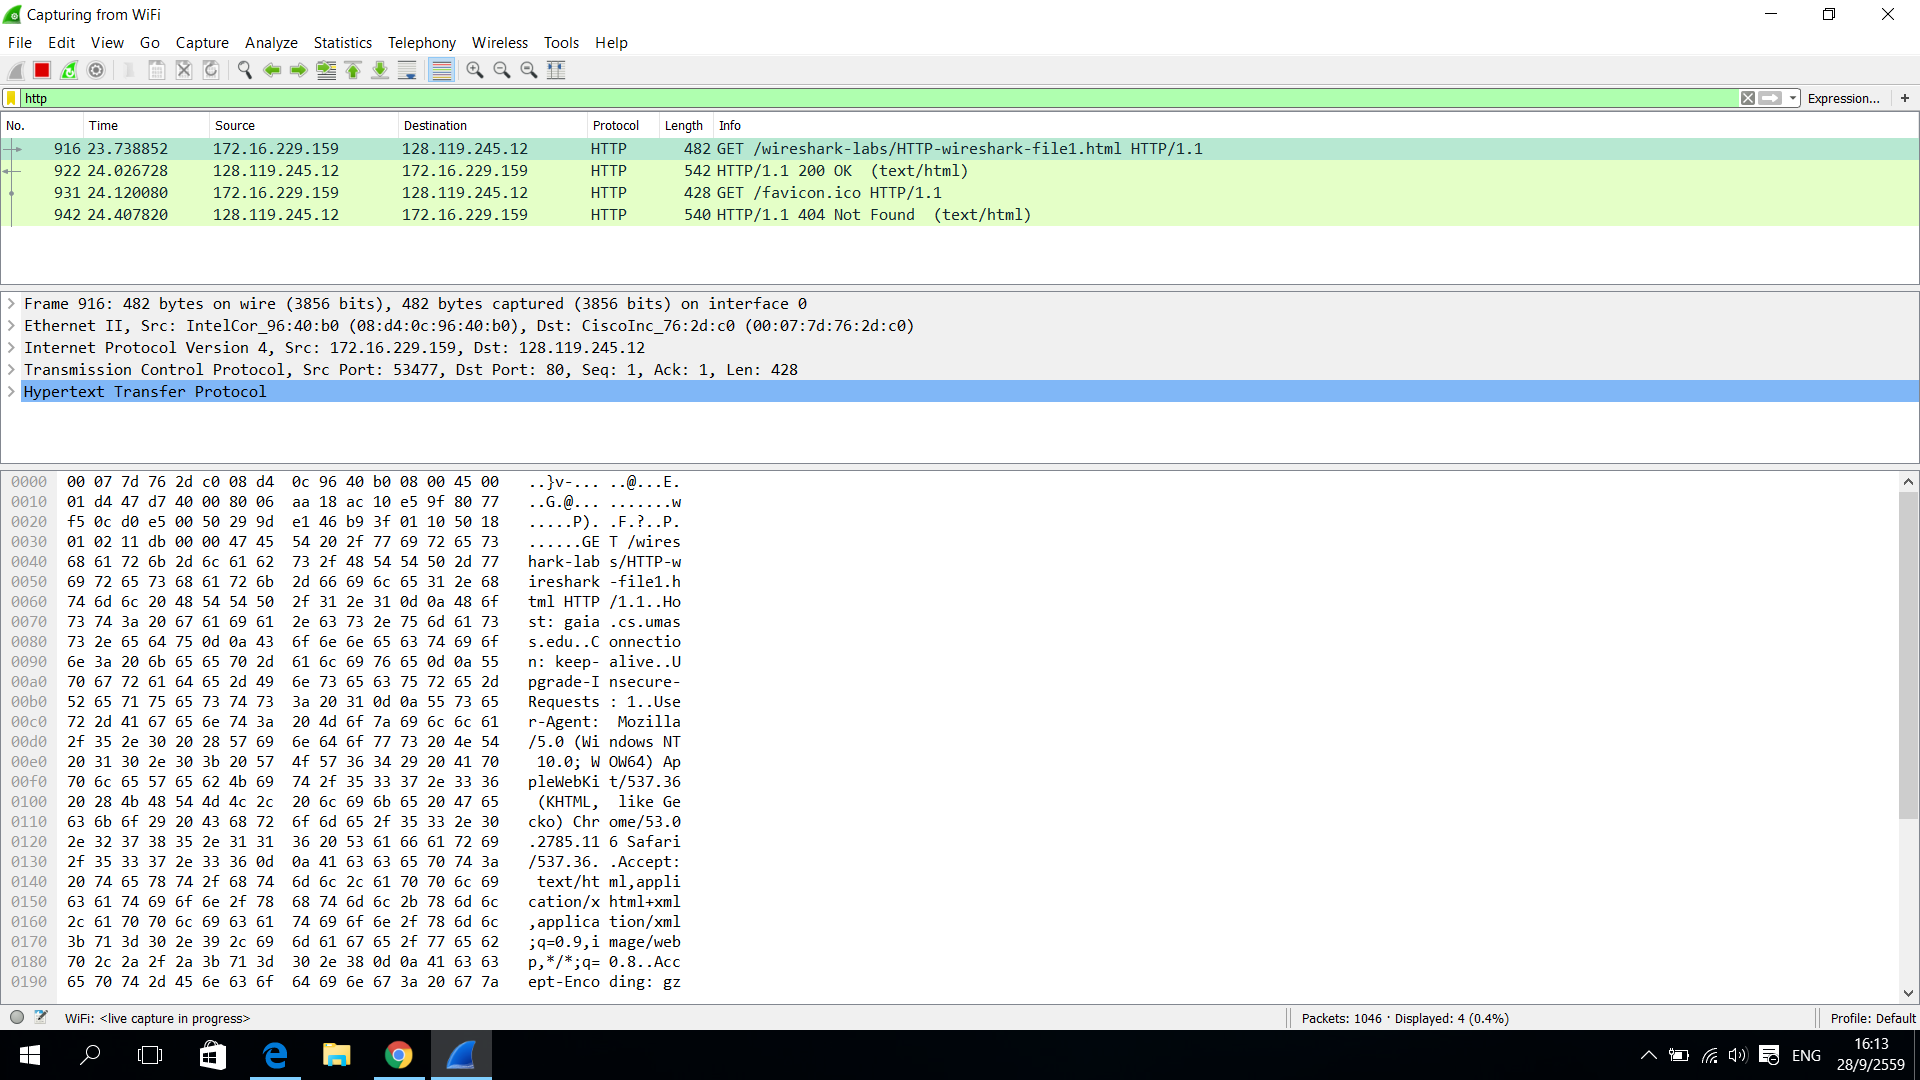 Capturing from WiFi
File Edit View Go Capture Analyze Statistics Telephony Wireless Tools Help
http Expression... +
No. Time Source Destination Protocol Length Info
916 23.738852 172.16.229.159 128.119.245.12 HTTP 482 GET /wireshark-labs/HTTP-wireshark-file1.html HTTP/1.1
922 24.026728 128.119.245.12 172.16.229.159 HTTP 542 HTTP/1.1 200 OK (text/html)
931 24.120080 172.16.229.159 128.119.245.12 HTTP 428 GET /favicon.ico HTTP/1.1
942 24.407820 128.119.245.12 172.16.229.159 HTTP 540 HTTP/1.1 404 Not Found (text/html)
Frame 916: 482 bytes on wire (3856 bits), 482 bytes captured (3856 bits) on interface 0
Ethernet II, Src: IntelCor_96:40:b0 (08:d4:0c:96:40:b0), Dst: CiscoInc_76:2d:c0 (00:07:7d:76:2d:c0)
Internet Protocol Version 4, Src: 172.16.229.159, Dst: 128.119.245.12
Transmission Control Protocol, Src Port: 53477, Dst Port: 80, Seq: 1, Ack: 1, Len: 428
Hypertext Transfer Protocol
0000 00 07 7d 76 2d c0 08 d4 0c 96 40 b0 08 00 45 00 ..}v-... ..@...E.
0010 01 d4 47 d7 40 00 80 06 aa 18 ac 10 e5 9f 80 77 ..G.@... .......w
0020 f5 0c d0 e5 00 50 29 9d e1 46 b9 3f 01 10 50 18 .....P). .F.?..P.
0030 01 02 11 db 00 00 47 45 54 20 2f 77 69 72 65 73 ......GE T /wires
0040 68 61 72 6b 2d 6c 61 62 73 2f 48 54 54 50 2d 77 hark-lab s/HTTP-w
0050 69 72 65 73 68 61 72 6b 2d 66 69 6c 65 31 2e 68 ireshark -file1.h
0060 74 6d 6c 20 48 54 54 50 2f 31 2e 31 0d 0a 48 6f tml HTTP /1.1..Ho
0070 73 74 3a 20 67 61 69 61 2e 63 73 2e 75 6d 61 73 st: gaia .cs.umas
0080 73 2e 65 64 75 0d 0a 43 6f 6e 6e 65 63 74 69 6f s.edu..C onnectio
0090 6e 3a 20 6b 65 65 70 2d 61 6c 69 76 65 0d 0a 55 n: keep- alive..U
00a0 70 67 72 61 64 65 2d 49 6e 73 65 63 75 72 65 2d pgrade-I nsecure-
00b0 52 65 71 75 65 73 74 73 3a 20 31 0d 0a 55 73 65 Requests : 1..Use
00c0 72 2d 41 67 65 6e 74 3a 20 4d 6f 7a 69 6c 6c 61 r-Agent: Mozilla
00d0 2f 35 2e 30 20 28 57 69 6e 64 6f 77 73 20 4e 54 /5.0 (Wi ndows NT
00e0 20 31 30 2e 30 3b 20 57 4f 57 36 34 29 20 41 70 10.0; W OW64) Ap
00f0 70 6c 65 57 65 62 4b 69 74 2f 35 33 37 2e 33 36 pleWebKi t/537.36
0100 20 28 4b 48 54 4d 4c 2c 20 6c 69 6b 65 20 47 65 (KHTML, like Ge
0110 63 6b 6f 29 20 43 68 72 6f 6d 65 2f 35 33 2e 30 cko) Chr ome/53.0
0120 2e 32 37 38 35 2e 31 31 36 20 53 61 66 61 72 69 .2785.11 6 Safari
0130 2f 35 33 37 2e 33 36 0d 0a 41 63 63 65 70 74 3a /537.36. .Accept:
0140 20 74 65 78 74 2f 68 74 6d 6c 2c 61 70 70 6c 69 text/ht ml,appli
0150 63 61 74 69 6f 6e 2f 78 68 74 6d 6c 2b 78 6d 6c cation/x html+xml
0160 2c 61 70 70 6c 69 63 61 74 69 6f 6e 2f 78 6d 6c ,applica tion/xml
0170 3b 71 3d 30 2e 39 2c 69 6d 61 67 65 2f 77 65 62 ;q=0.9,i mage/web
0180 70 2c 2a 2f 2a 3b 71 3d 30 2e 38 0d 0a 41 63 63 p,*/*;q= 0.8..Acc
0190 65 70 74 2d 45 6e 63 6f 64 69 6e 67 3a 20 67 7a ept-Enco ding: gz
WiFi: <live capture in progress> Packets: 1046 · Displayed: 4 (0.4%) Profile: Default
ENG 16:13
28/9/2559